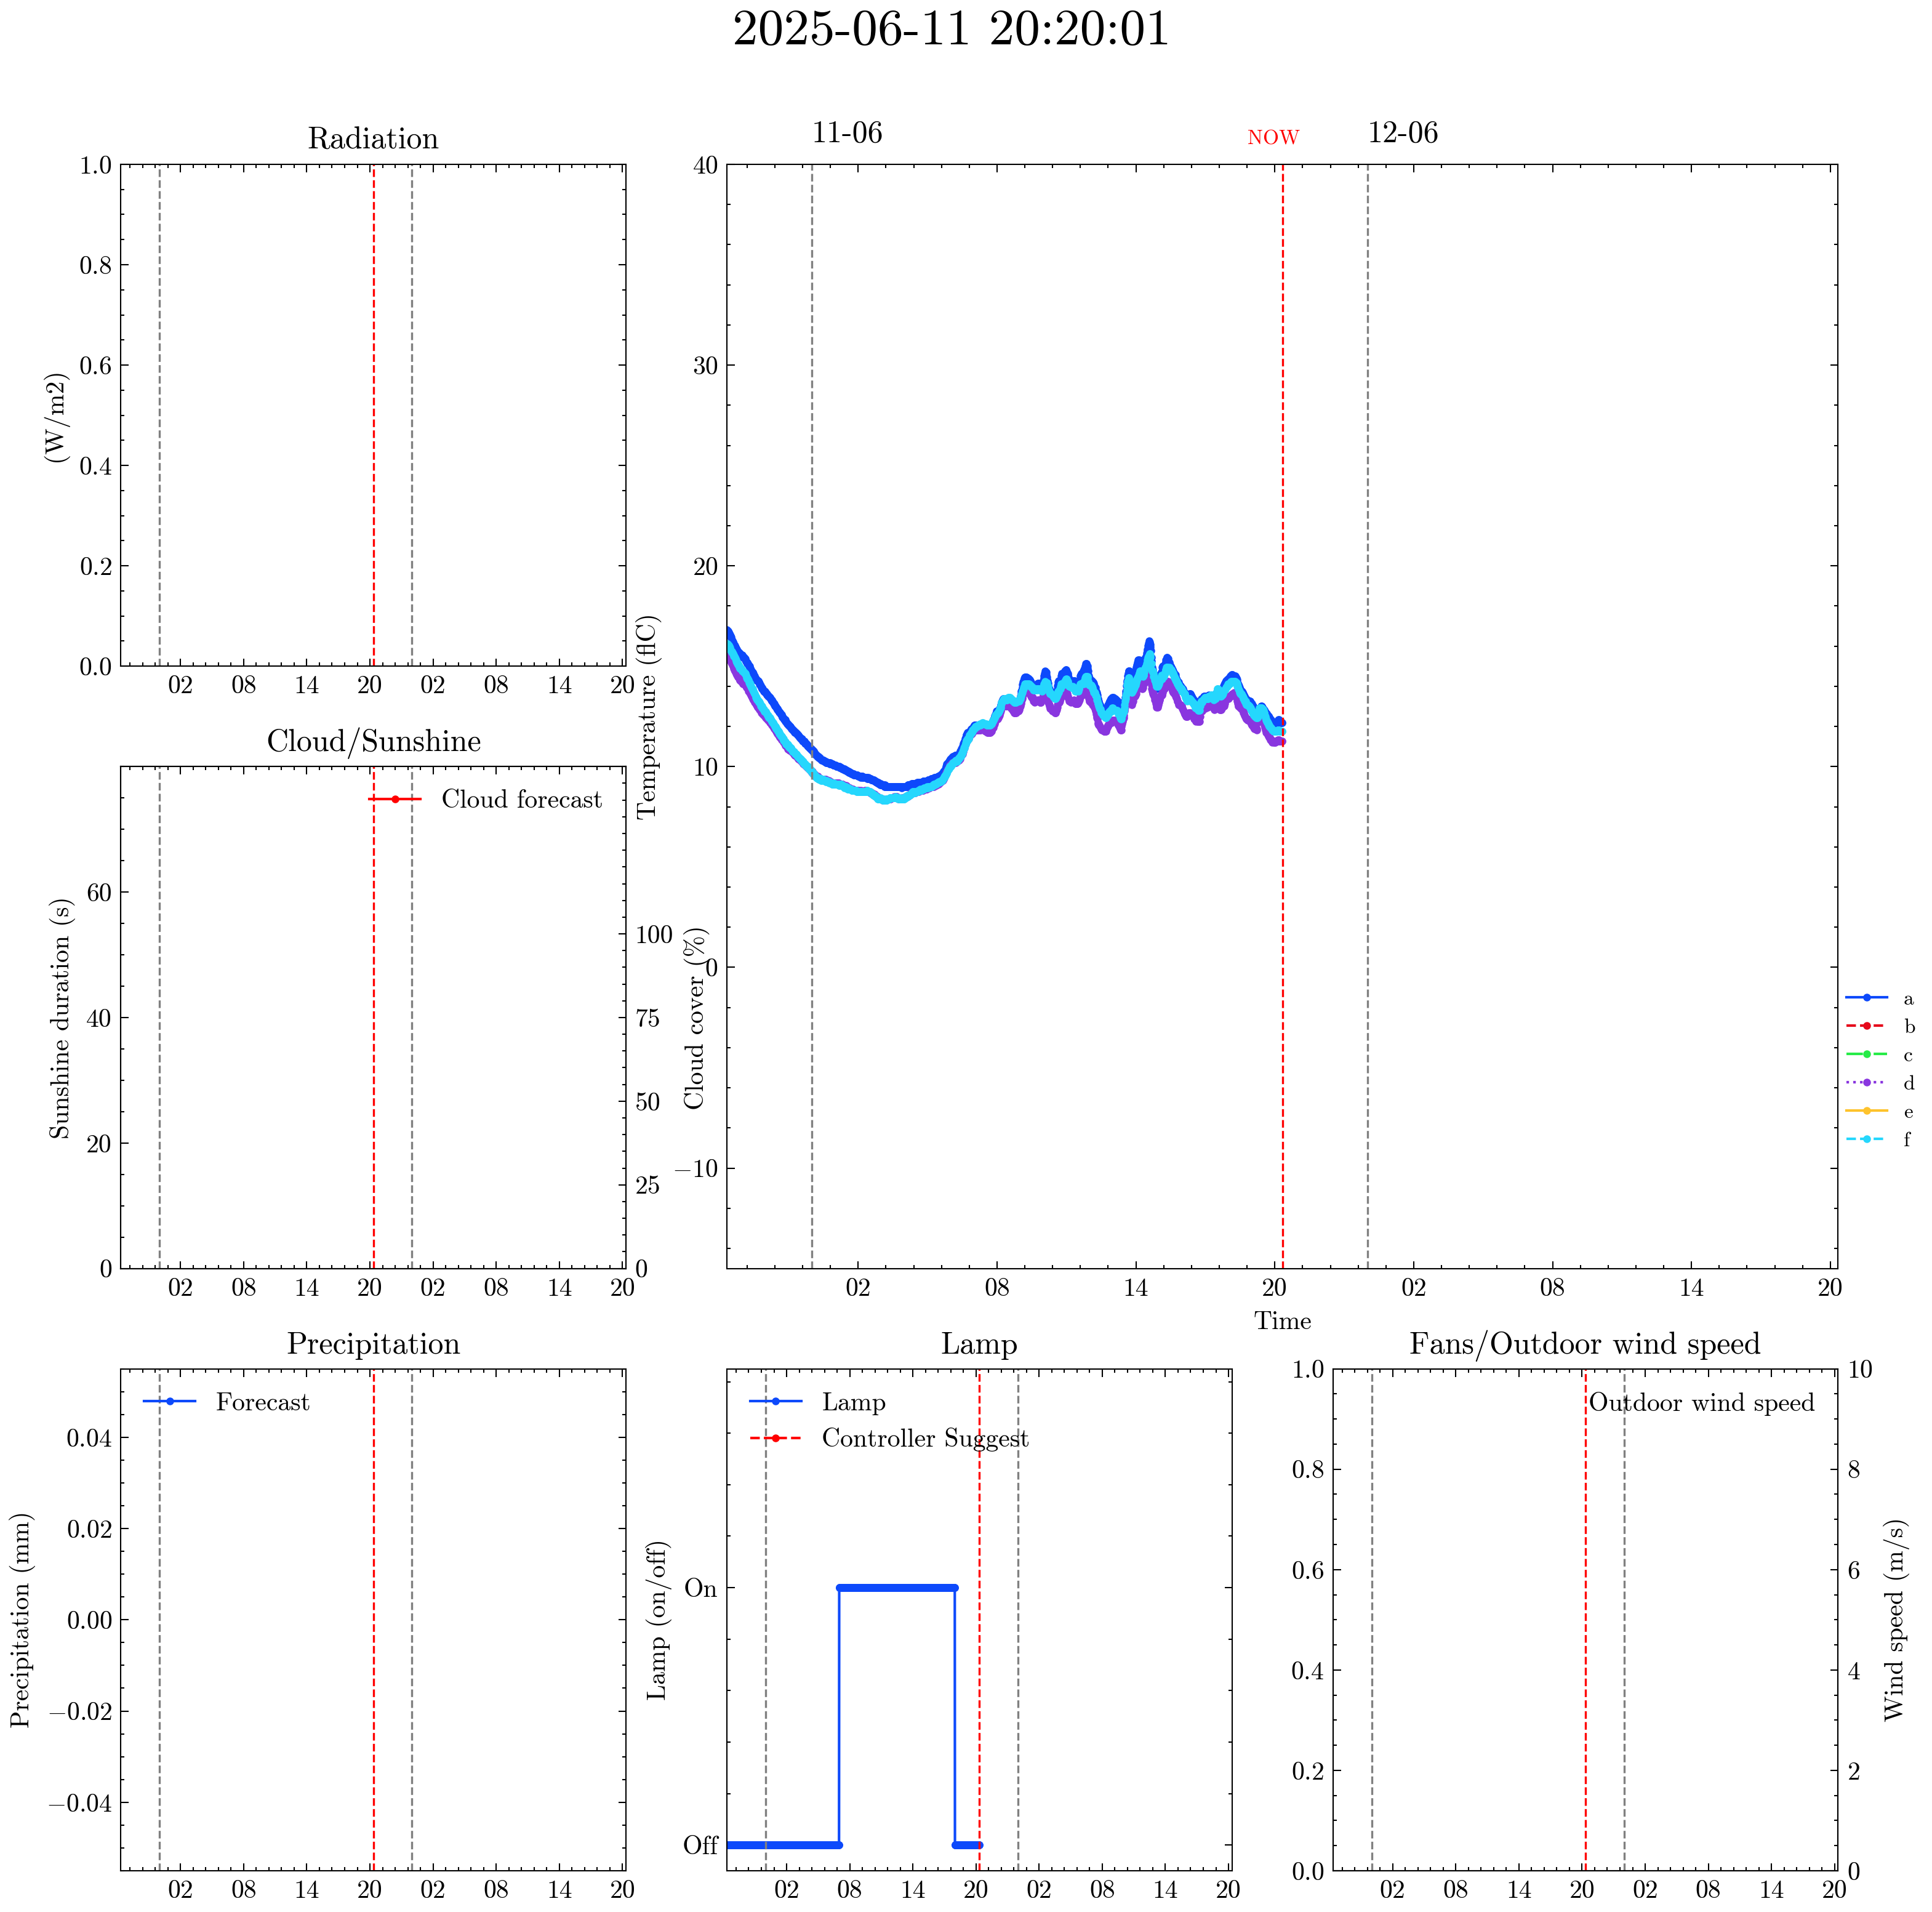 2025-06-11 20:20:01
Radiation
1.0
0.8
0.6
0.4
0.2
0.0
(W/m2)
02 08 14 20 02 08 14 20
11-06 NOW 12-06
40
30
20
10
0
−10
Temperature (flC)
02 08 14 20 02 08 14 20
Time
a
b
c
d
e
f
Cloud/Sunshine
Cloud forecast
60
40
20
0
Sunshine duration (s)
100
75
50
25
0
Cloud cover (%)
02 08 14 20 02 08 14 20
Precipitation
Forecast
0.04
0.02
0.00
−0.02
−0.04
Precipitation (mm)
02 08 14 20 02 08 14 20
Lamp
Lamp
Controller Suggest
On
Off
Lamp (on/off)
02 08 14 20 02 08 14 20
Fans/Outdoor wind speed
Outdoor wind speed
1.0
0.8
0.6
0.4
0.2
0.0
10
8
6
4
2
0
Wind speed (m/s)
02 08 14 20 02 08 14 20